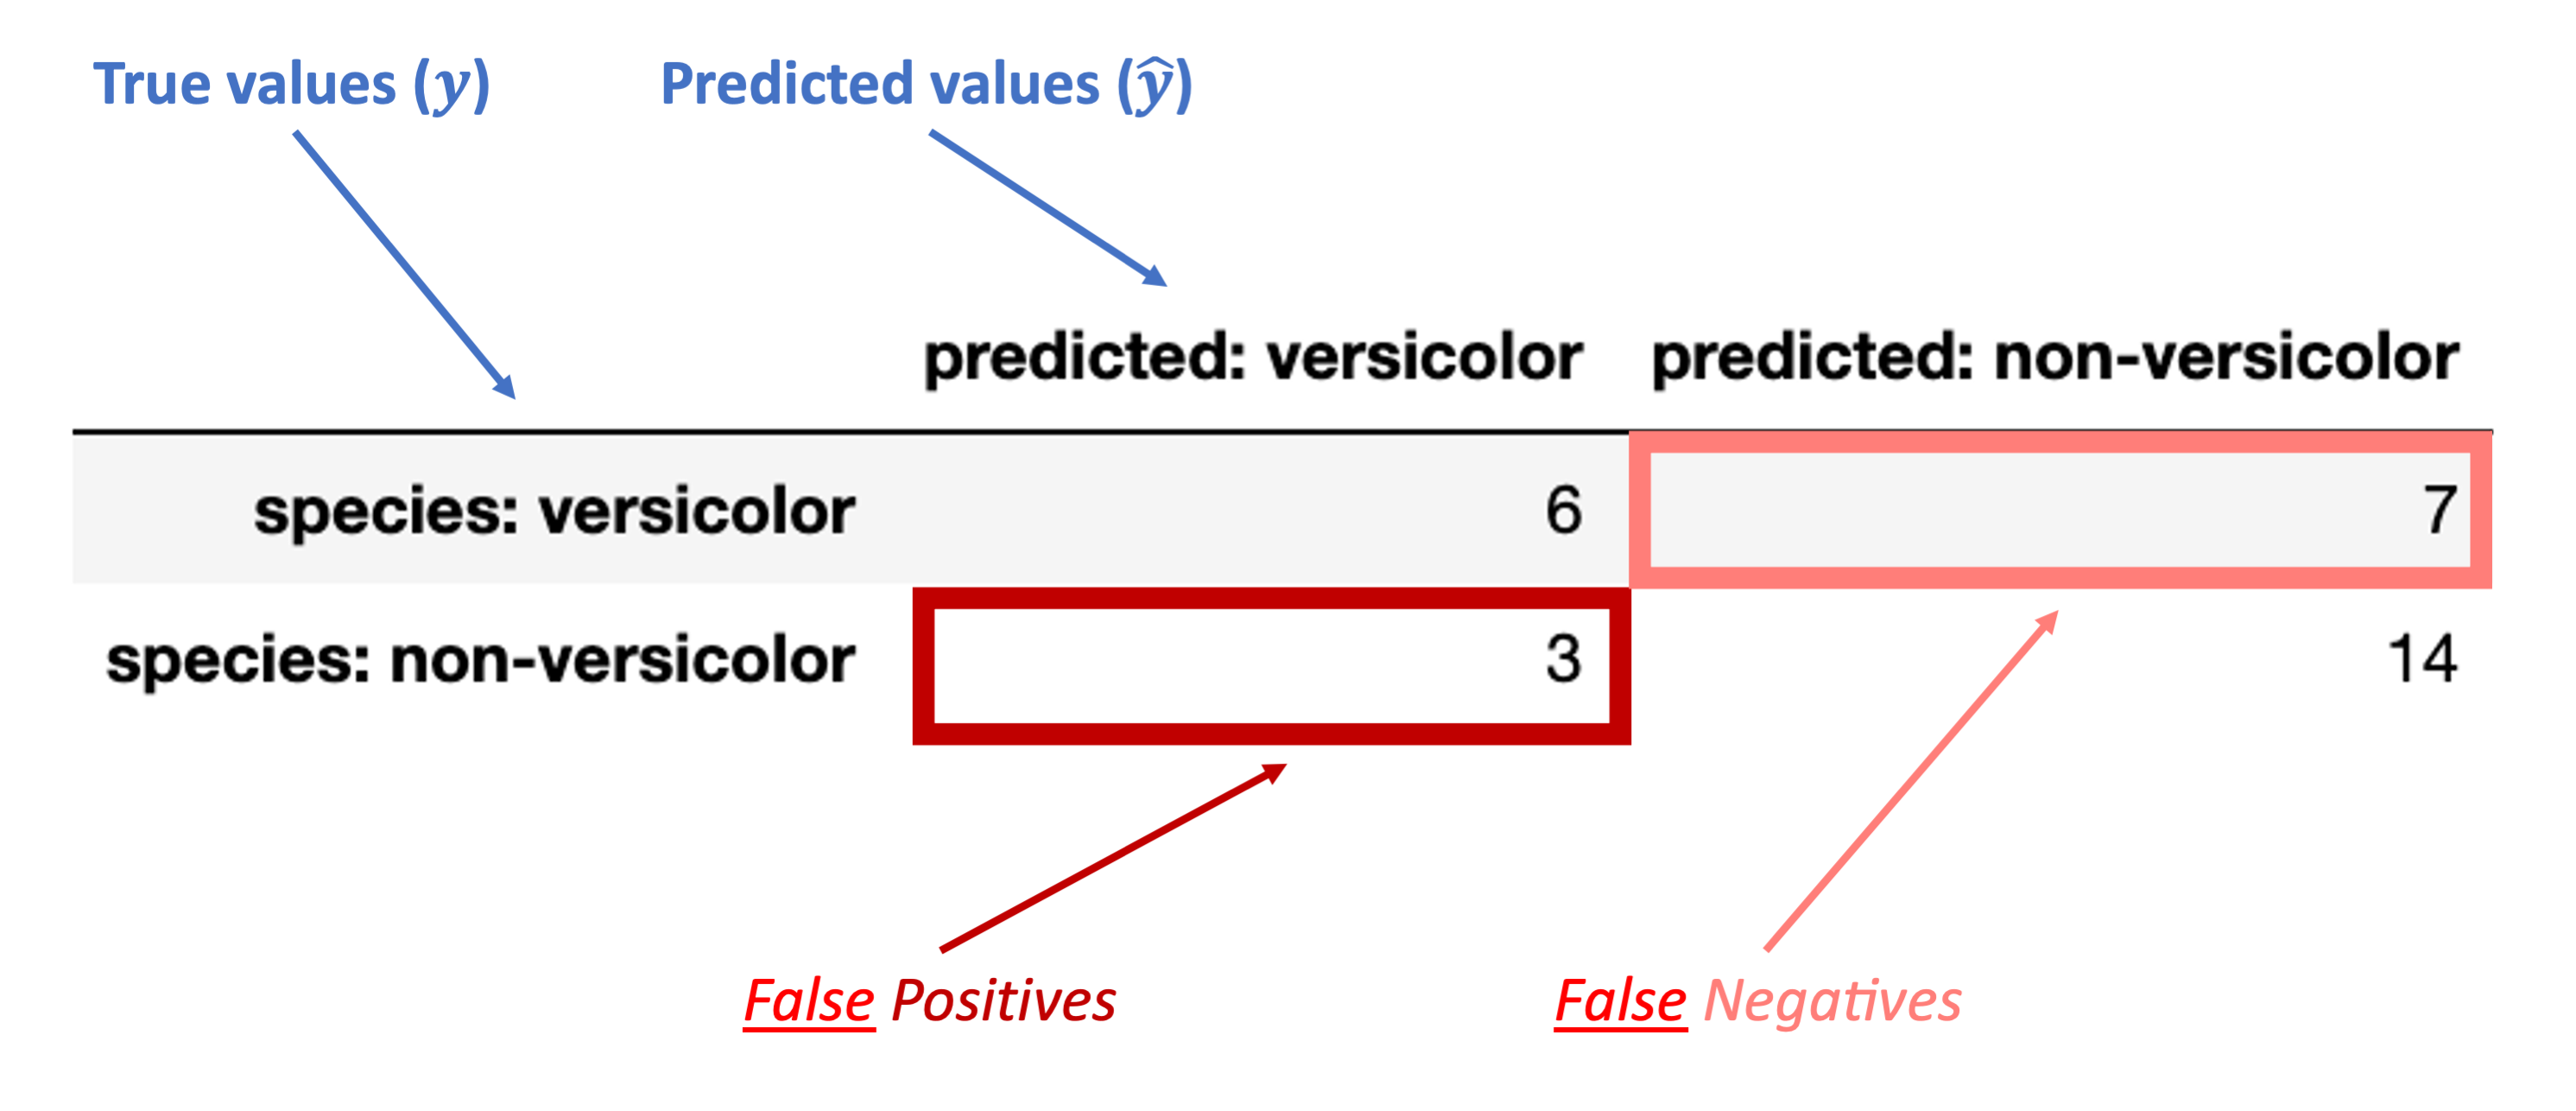 True values (y) Predicted values (ŷ)
predicted: versicolor predicted: non-versicolor
species: versicolor 6 7
species: non-versicolor 3 14
False Positives False Negatives